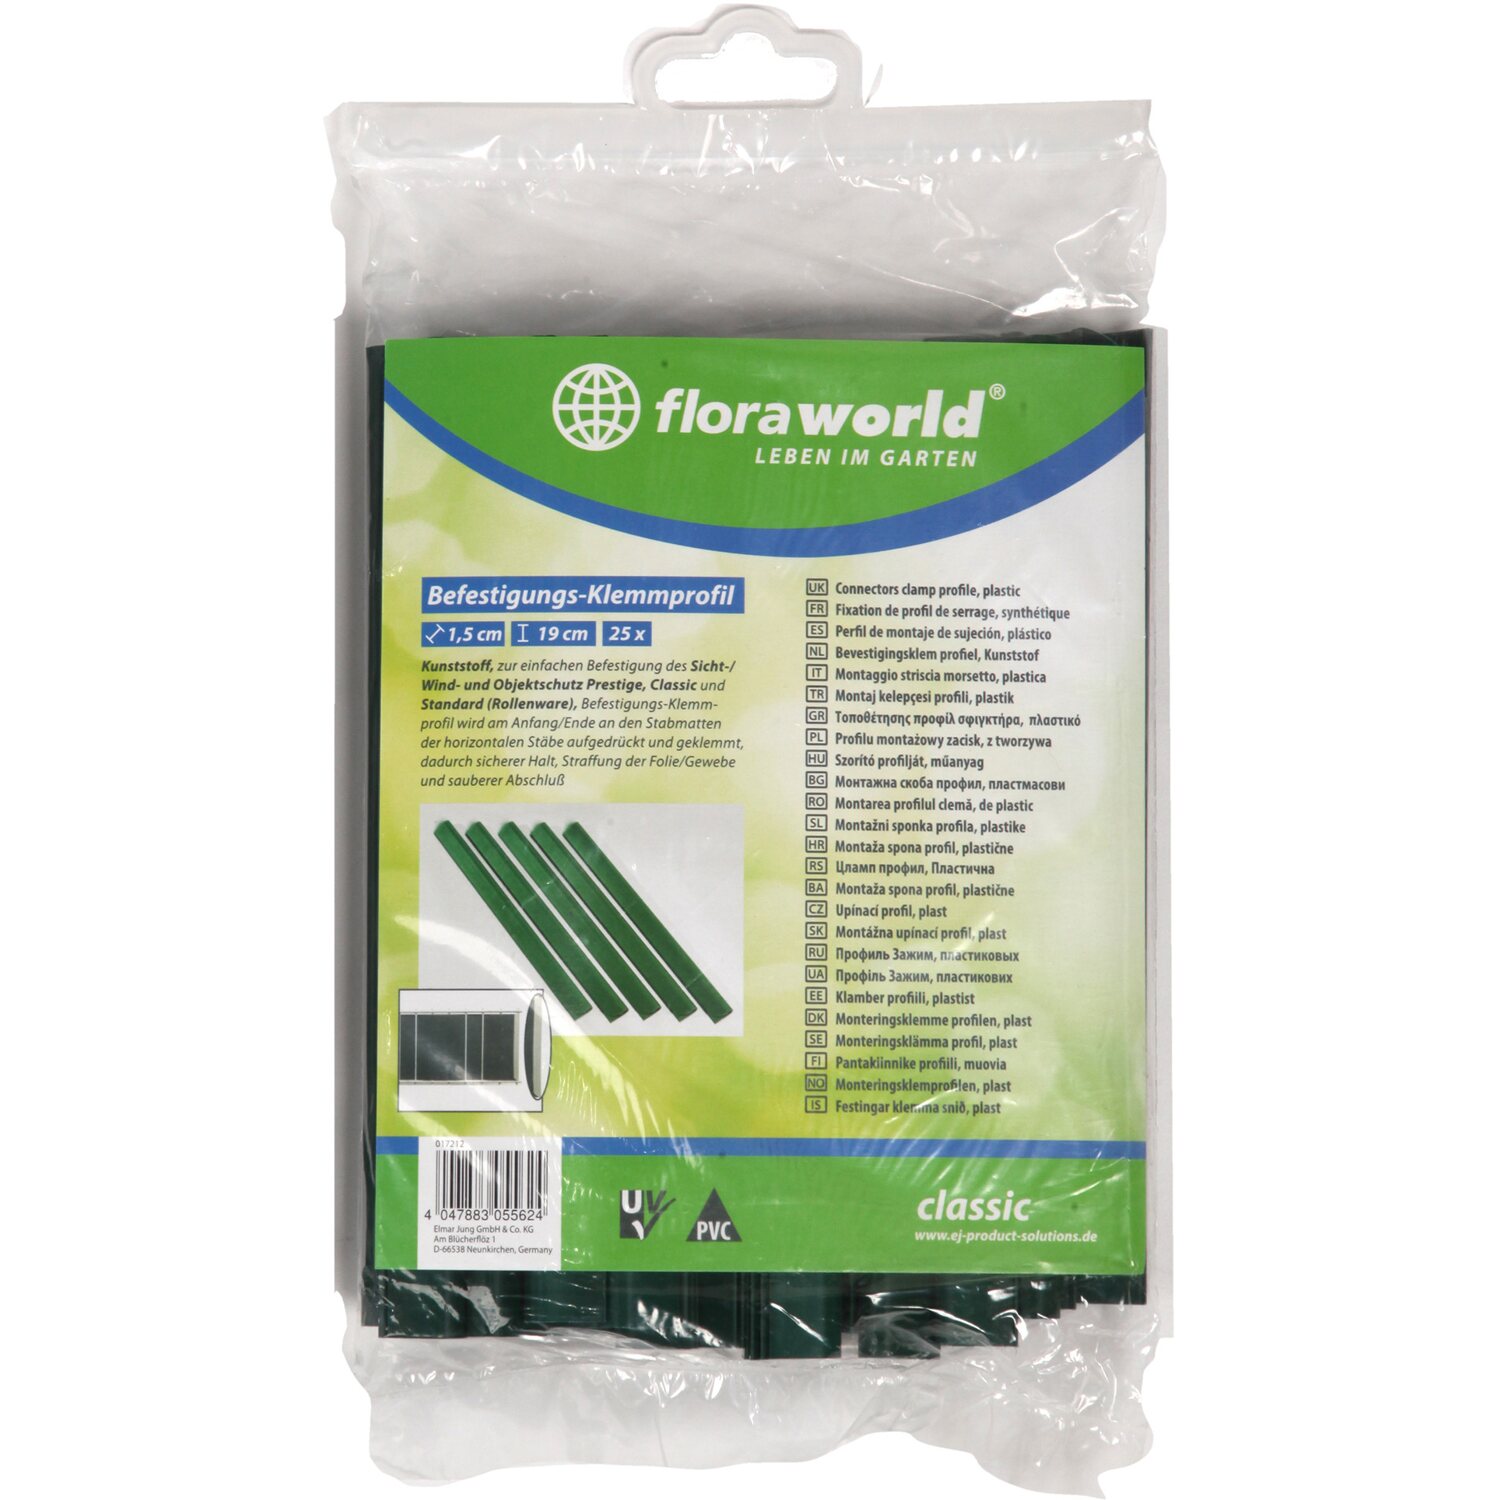 floraworld®
LEBEN IM GARTEN
Befestigungs-Klemmprofil
1,5 cm 19 cm 25 x
Kunststoff, zur einfachen Befestigung des Sicht-/
Wind- und Objektschutz Prestige, Classic und
Standard (Rollenware), Befestigungs-Klemm-
profil wird am Anfang/Ende an den Stabmatten
der horizontalen Stäbe aufgedrückt und geklemmt,
dadurch sicherer Halt, Straffung der Folie/Gewebe
und sauberer Abschluß
UK Connectors clamp profile, plastic
FR Fixation de profil de serrage, synthétique
ES Perfil de montaje de sujeción, plástico
NL Bevestigingsklem profiel, Kunststof
IT Montaggio striscia morsetto, plastica
TR Montaj kelepçesi profili, plastik
GR Τοποθέτησης προφίλ σφιγκτήρα, πλαστικό
PL Profilu montażowy zacisk, z tworzywa
HU Szorító profilját, műanyag
BG Монтажна скоба профил, пластмасови
RO Montarea profilul clemă, de plastic
SL Montažni sponka profila, plastike
HR Montaža spona profil, plastične
RS Цламп профил, Пластична
BA Montaža spona profil, plastične
CZ Upínací profil, plast
SK Montážna upínací profil, plast
RU Профиль Зажим, пластиковых
UA Профіль Зажим, пластикових
EE Klamber profiili, plastist
DK Monteringsklemme profilen, plast
SE Monteringsklämma profil, plast
FI Pantakiinnike profiili, muovia
NO Monteringsklemprofilen, plast
IS Festingar klemma snið, plast
017212
4 047883 055624
Elmar Jung GmbH & Co. KG
Am Blücherflöz 1
D-66538 Neunkirchen, Germany
UV
PVC
classic
www.ej-product-solutions.de